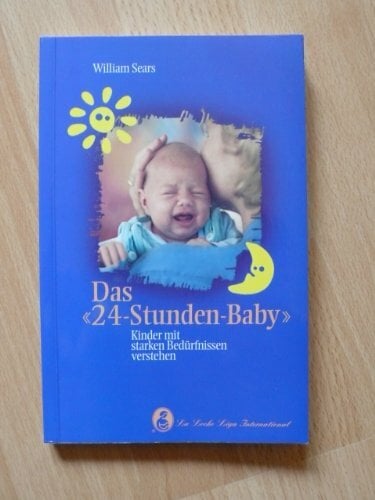 William Sears
Das
«24-Stunden-Baby»
Kinder mit
starken Bedürfnissen
verstehen
La Leche Liga International